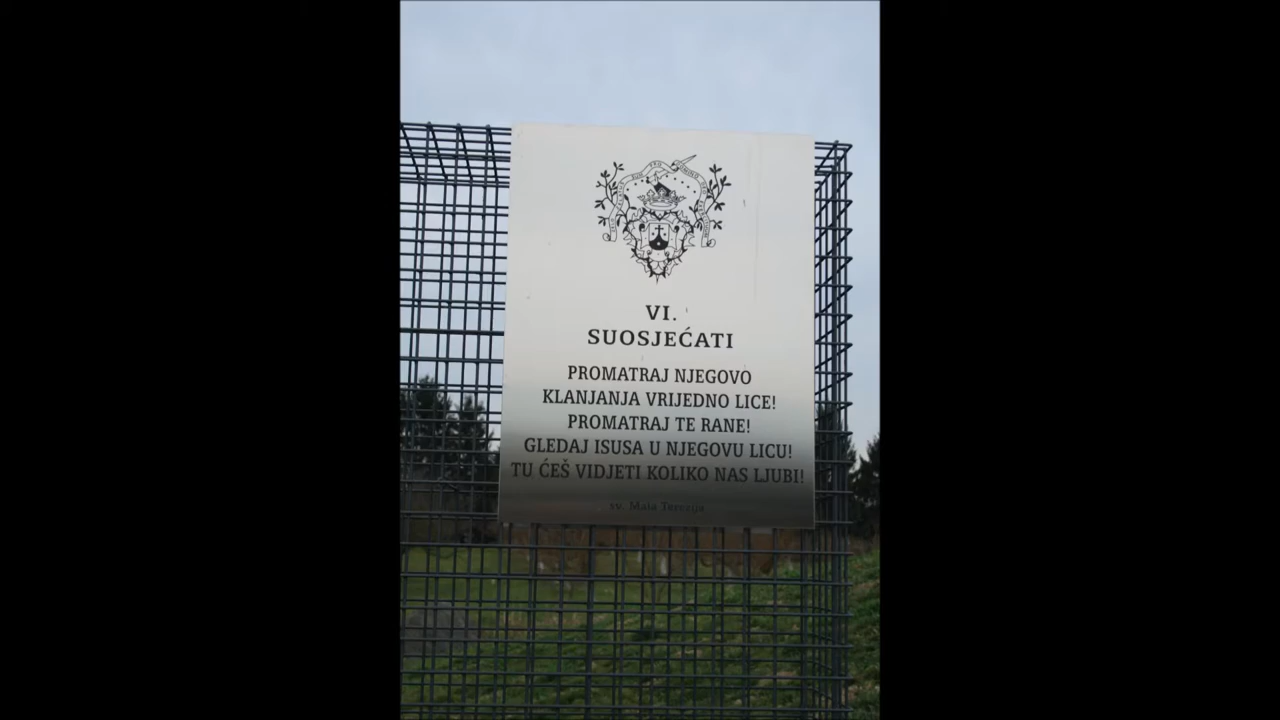 VI.
SUOSJEĆATI
PROMATRAJ NJEGOVO
KLANJANJA VRIJEDNO LICE!
PROMATRAJ TE RANE!
GLEDAJ ISUSA U NJEGOVU LICU!
TU ĆEŠ VIDJETI KOLIKO NAS LJUBI!
sv. Mala Terezija